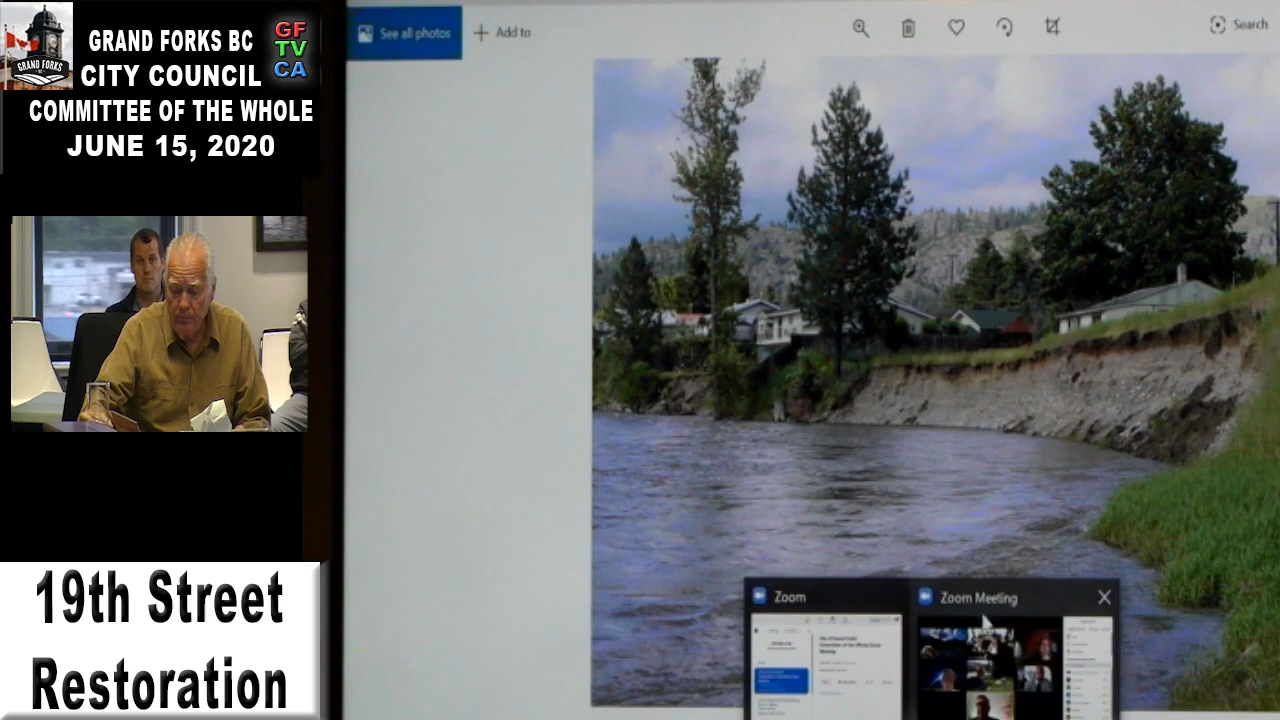 GRAND FORKS BC
CITY COUNCIL
COMMITTEE OF THE WHOLE
JUNE 15, 2020
GF
TV
CA
GRAND FORKS
See all photos
Add to
Search
Zoom
Zoom Meeting
19th Street
Restoration